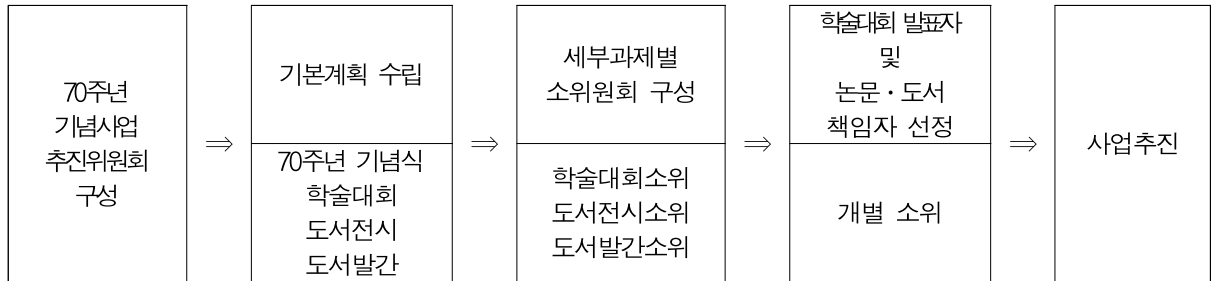 70주년
기념사업
추진위원회
구성
⇒
기본계획 수립
70주년 기념식
학술대회
도서전시
도서발간
⇒
세부과제별
소위원회 구성
학술대회소위
도서전시소위
도서발간소위
⇒
학술대회 발표자
및
논문・도서
책임자 선정
개별 소위
⇒
사업추진